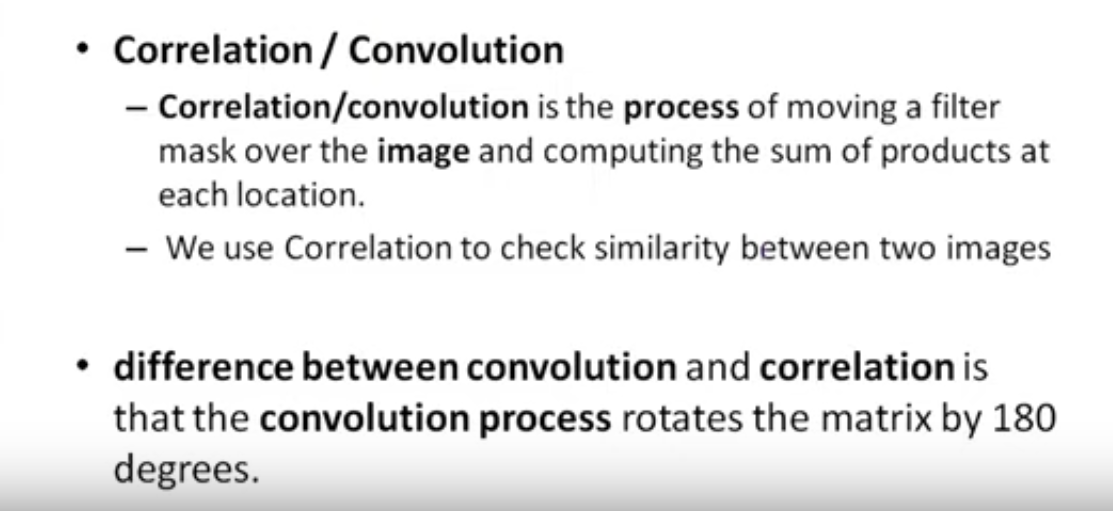 • Correlation / Convolution
– Correlation/convolution is the process of moving a filter
mask over the image and computing the sum of products at
each location.
– We use Correlation to check similarity between two images
• difference between convolution and correlation is
that the convolution process rotates the matrix by 180
degrees.